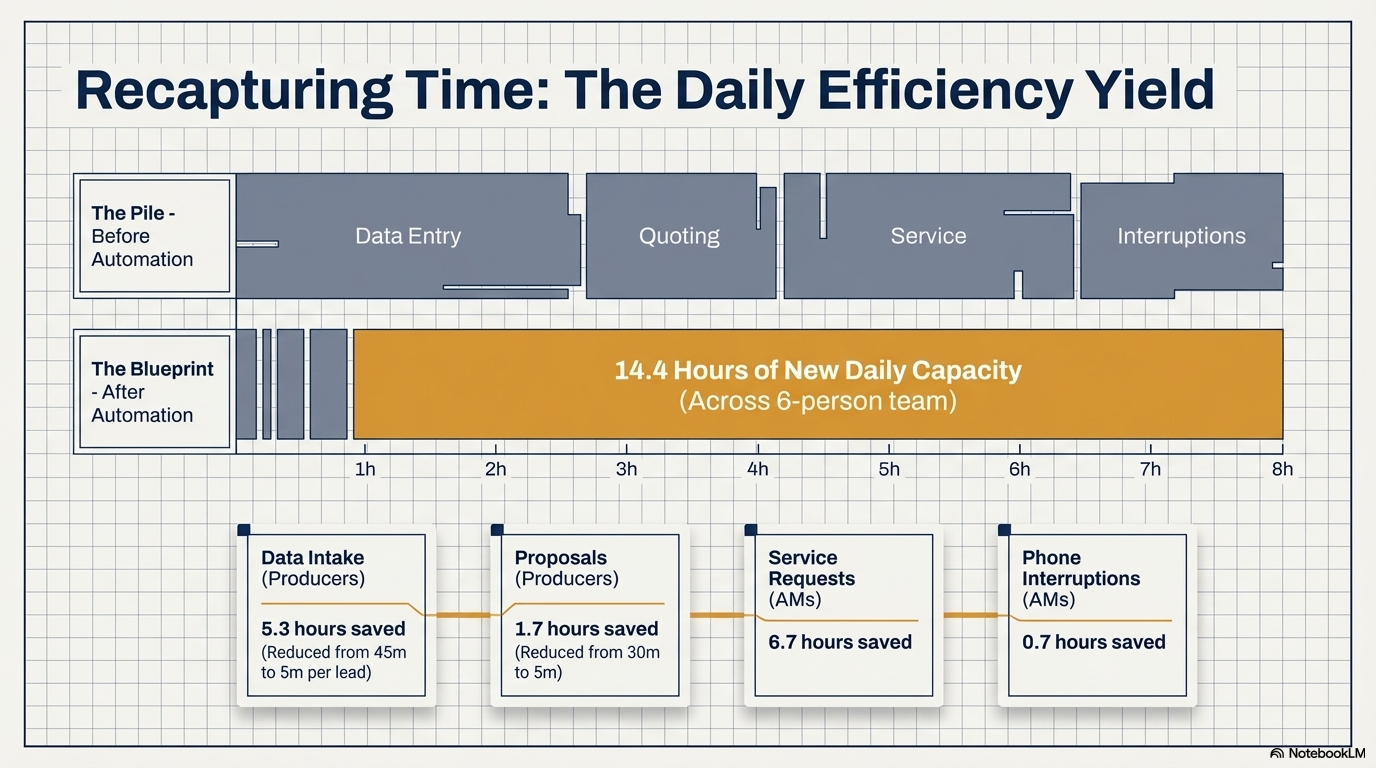 Recapturing Time: The Daily Efficiency Yield
The Pile -
Before
Automation
Data Entry
Quoting
Service
Interruptions
The Blueprint
- After
Automation
14.4 Hours of New Daily Capacity
(Across 6-person team)
1h
2h
3h
4h
5h
6h
7h
8h
Data Intake
(Producers)
5.3 hours saved
(Reduced from 45m
to 5m per lead)
Proposals
(Producers)
1.7 hours saved
(Reduced from 30m
to 5m)
Service
Requests
(AMs)
6.7 hours saved
Phone
Interruptions
(AMs)
0.7 hours saved
NotebookLM